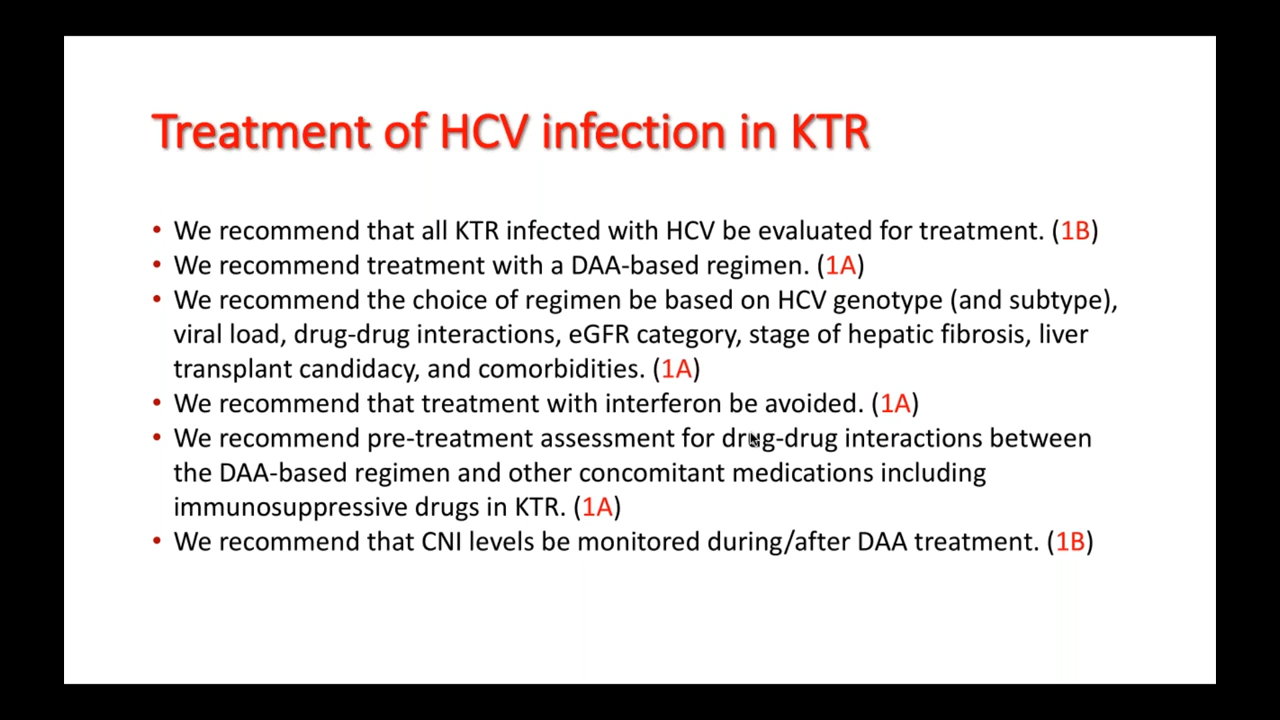 Treatment of HCV infection in KTR
• We recommend that all KTR infected with HCV be evaluated for treatment. (1B)
• We recommend treatment with a DAA-based regimen. (1A)
• We recommend the choice of regimen be based on HCV genotype (and subtype),
viral load, drug-drug interactions, eGFR category, stage of hepatic fibrosis, liver
transplant candidacy, and comorbidities. (1A)
• We recommend that treatment with interferon be avoided. (1A)
• We recommend pre-treatment assessment for drug-drug interactions between
the DAA-based regimen and other concomitant medications including
immunosuppressive drugs in KTR. (1A)
• We recommend that CNI levels be monitored during/after DAA treatment. (1B)